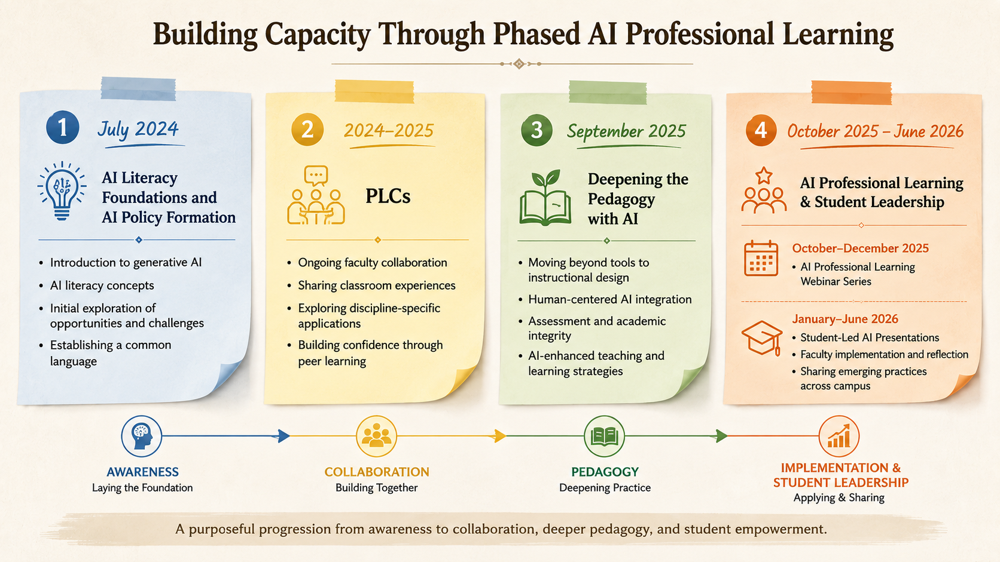 Building Capacity Through Phased AI Professional Learning
1
July 2024
AI Literacy
Foundations and
AI Policy Formation
• Introduction to generative AI
• AI literacy concepts
• Initial exploration of
opportunities and challenges
• Establishing a common
language
2
2024–2025
PLCs
• Ongoing faculty collaboration
• Sharing classroom experiences
• Exploring discipline-specific
applications
• Building confidence through
peer learning
3
September 2025
Deepening the
Pedagogy
with AI
• Moving beyond tools to
instructional design
• Human-centered AI integration
• Assessment and academic
integrity
• AI-enhanced teaching and
learning strategies
4
October 2025 – June 2026
AI Professional Learning
& Student Leadership
October–December 2025
• AI Professional Learning
Webinar Series
January–June 2026
• Student-Led AI Presentations
• Faculty implementation and reflection
• Sharing emerging practices
across campus
AWARENESS
Laying the Foundation
COLLABORATION
Building Together
PEDAGOGY
Deepening Practice
IMPLEMENTATION &
STUDENT LEADERSHIP
Applying & Sharing
A purposeful progression from awareness to collaboration, deeper pedagogy, and student empowerment.